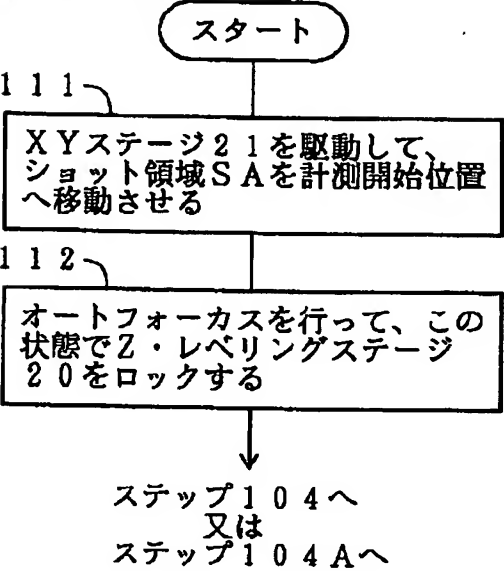 スタート
111
XYステージ21を駆動して、
ショット領域SAを計測開始位置
へ移動させる
112
オートフォーカスを行って、この
状態でZ・レベリングステージ
20をロックする
ステップ104へ
又は
ステップ104Aへ